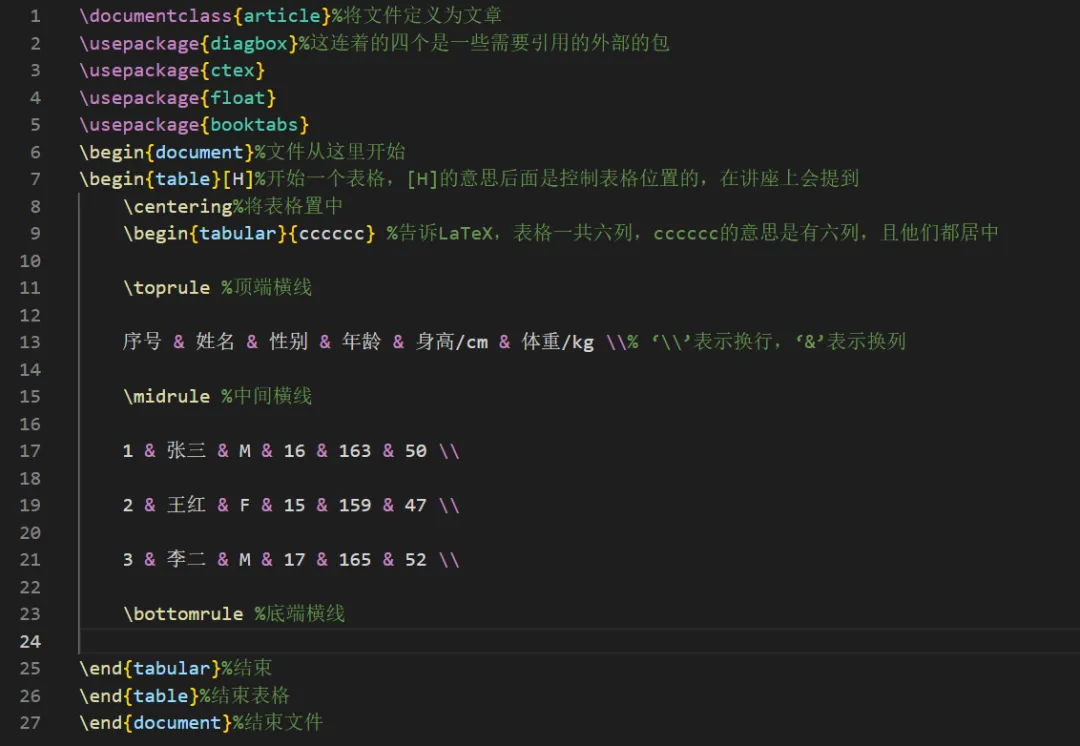 1 \documentclass{article}%将文件定义为文章
2 \usepackage{diagbox}%这连着的四个是一些需要引用的外部的包
3 \usepackage{ctex}
4 \usepackage{float}
5 \usepackage{booktabs}
6 \begin{document}%文件从这里开始
7 \begin{table}[H]%开始一个表格，[H]的意思后面是控制表格位置的，在讲座上会提到
8 \centering%将表格置中
9 \begin{tabular}{cccccc} %告诉LaTeX，表格一共六列，cccccc的意思是有六列，且他们都居中
10
11 \toprule %顶端横线
12
13 序号 & 姓名 & 性别 & 年龄 & 身高/cm & 体重/kg \\% ‘\\’表示换行，‘&’表示换列
14
15 \midrule %中间横线
16
17 1 & 张三 & M & 16 & 163 & 50 \\
18
19 2 & 王红 & F & 15 & 159 & 47 \\
20
21 3 & 李二 & M & 17 & 165 & 52 \\
22
23 \bottomrule %底端横线
24
25 \end{tabular}%结束
26 \end{table}%结束表格
27 \end{document}%结束文件